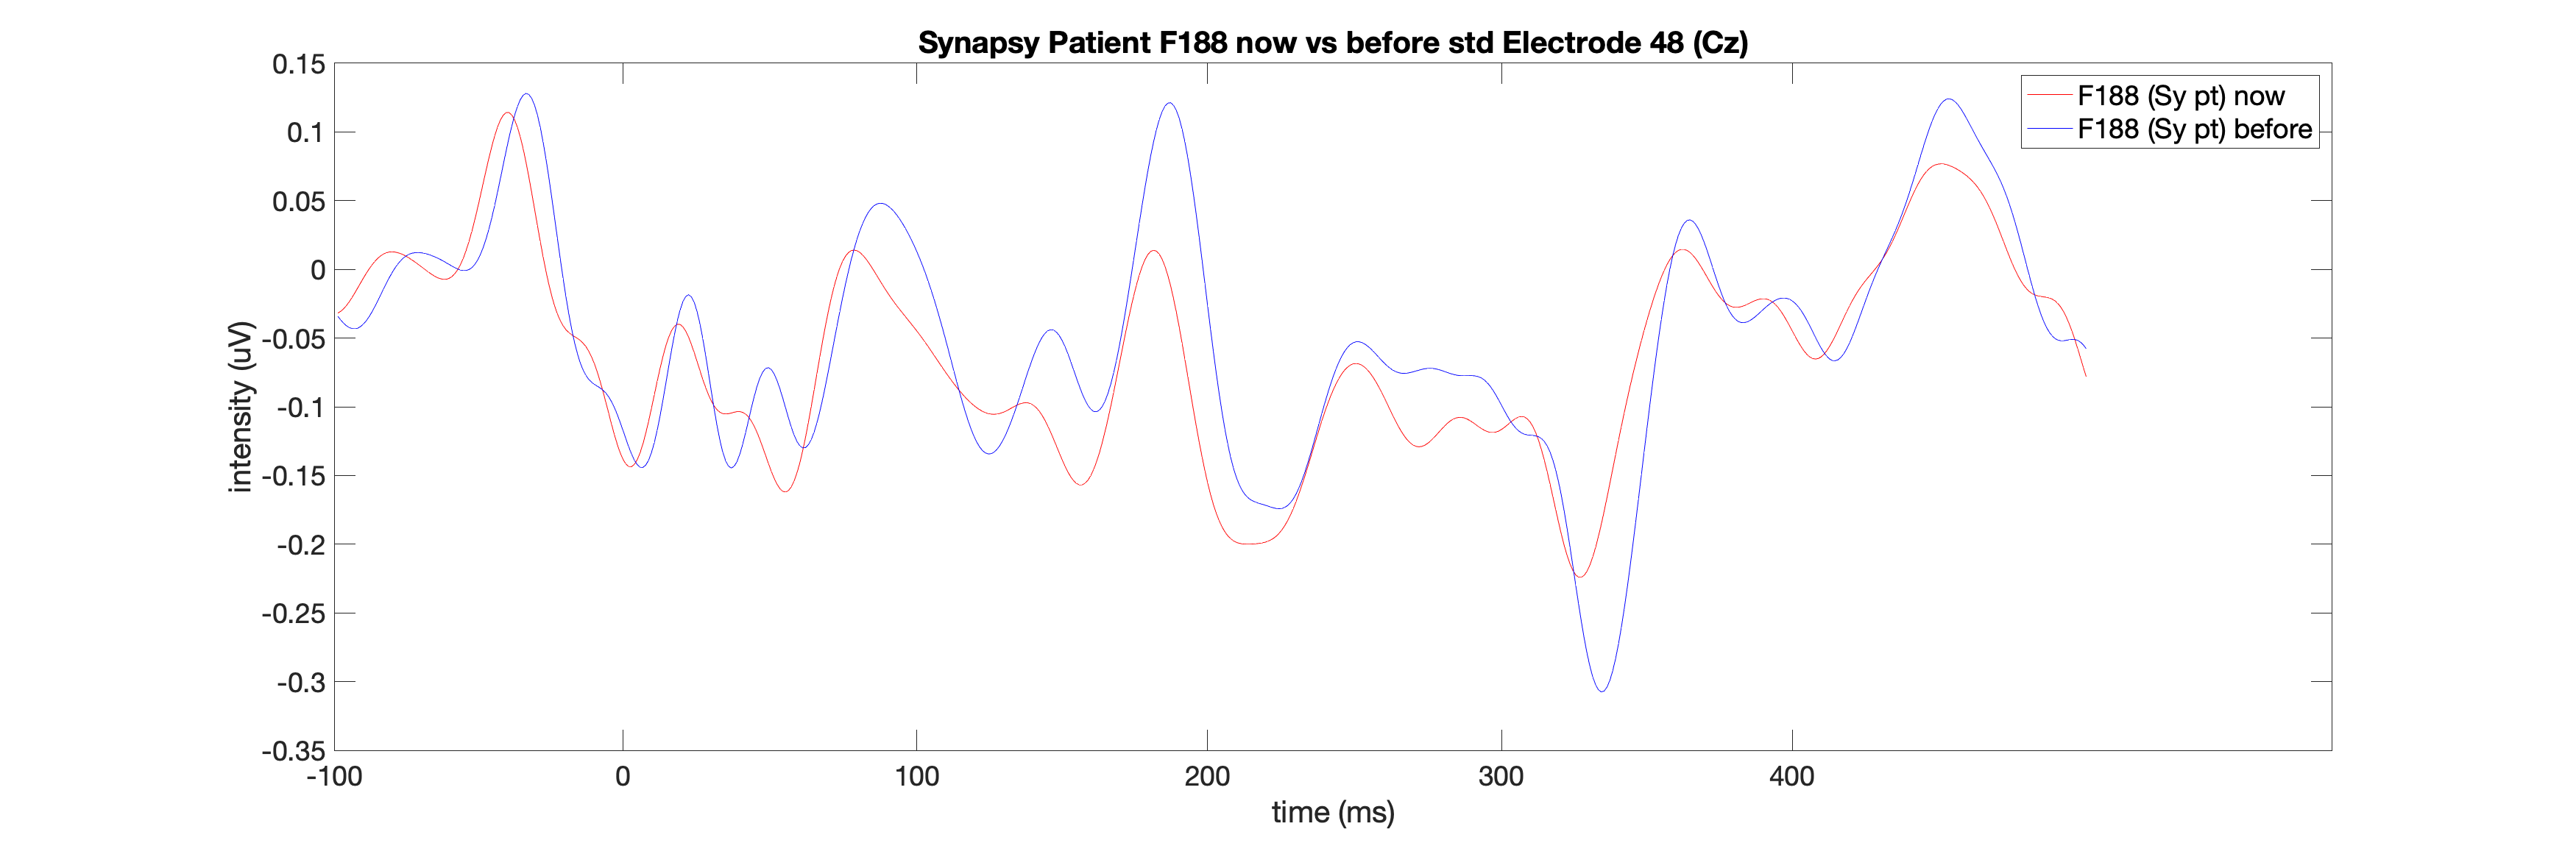 Synapsy Patient F188 now vs before std Electrode 48 (Cz)
F188 (Sy pt) now
F188 (Sy pt) before
intensity (uV)
0.15
0.1
0.05
0
-0.05
-0.1
-0.15
-0.2
-0.25
-0.3
-0.35
-100 0 100 200 300 400
time (ms)